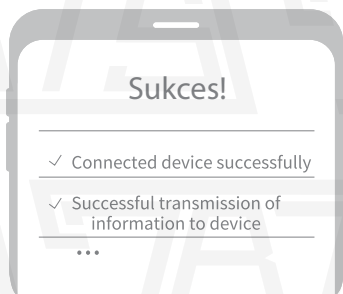 Sukces!
✓ Connected device successfully
✓ Successful transmission of
information to device
...